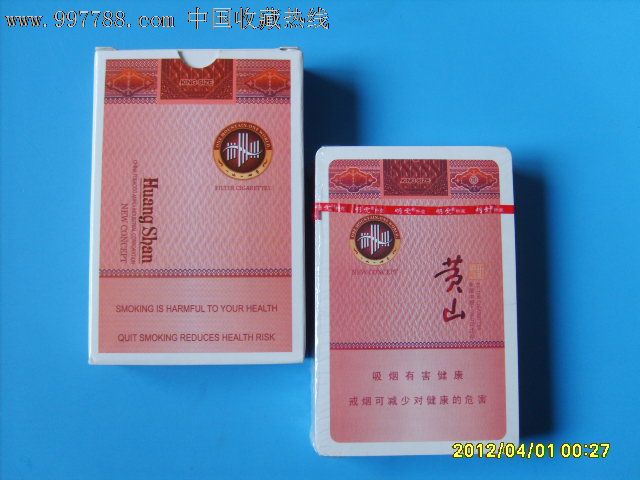 www.997788.com 中国收藏热线
KING SIZE
FILTER CIGARETTES
Huang Shan
NEW CONCEPT
SMOKING IS HARMFUL TO YOUR HEALTH
QUIT SMOKING REDUCES HEALTH RISK
KING SIZE
NEW CONCEPT
黄山
吸烟有害健康
戒烟可减少对健康的危害
2012/04/01 00:27